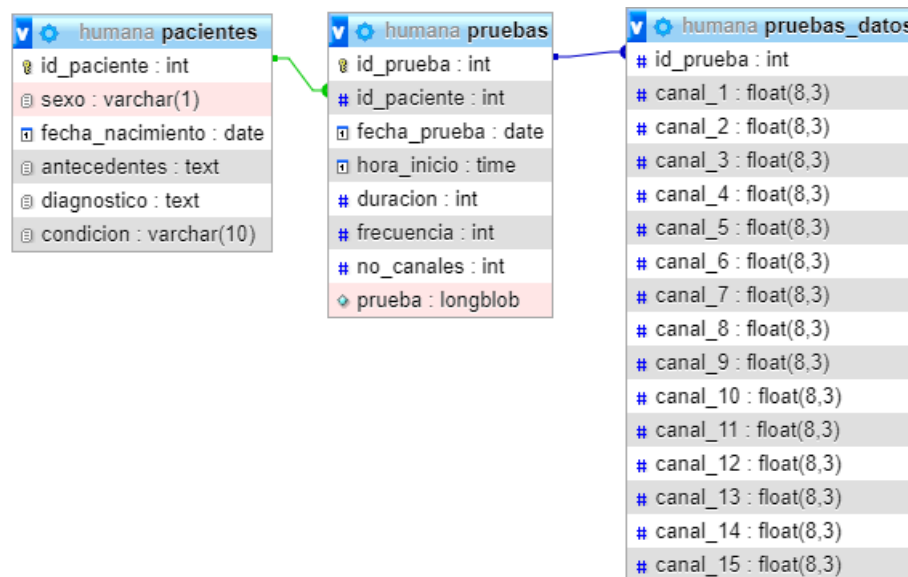 humana pacientes
id_paciente : int
sexo : varchar(1)
fecha_nacimiento : date
antecedentes : text
diagnostico : text
condicion : varchar(10)
humana pruebas
id_prueba : int
id_paciente : int
fecha_prueba : date
hora_inicio : time
duracion : int
frecuencia : int
no_canales : int
prueba : longblob
humana pruebas_datos
id_prueba : int
canal_1 : float(8,3)
canal_2 : float(8,3)
canal_3 : float(8,3)
canal_4 : float(8,3)
canal_5 : float(8,3)
canal_6 : float(8,3)
canal_7 : float(8,3)
canal_8 : float(8,3)
canal_9 : float(8,3)
canal_10 : float(8,3)
canal_11 : float(8,3)
canal_12 : float(8,3)
canal_13 : float(8,3)
canal_14 : float(8,3)
canal_15 : float(8,3)